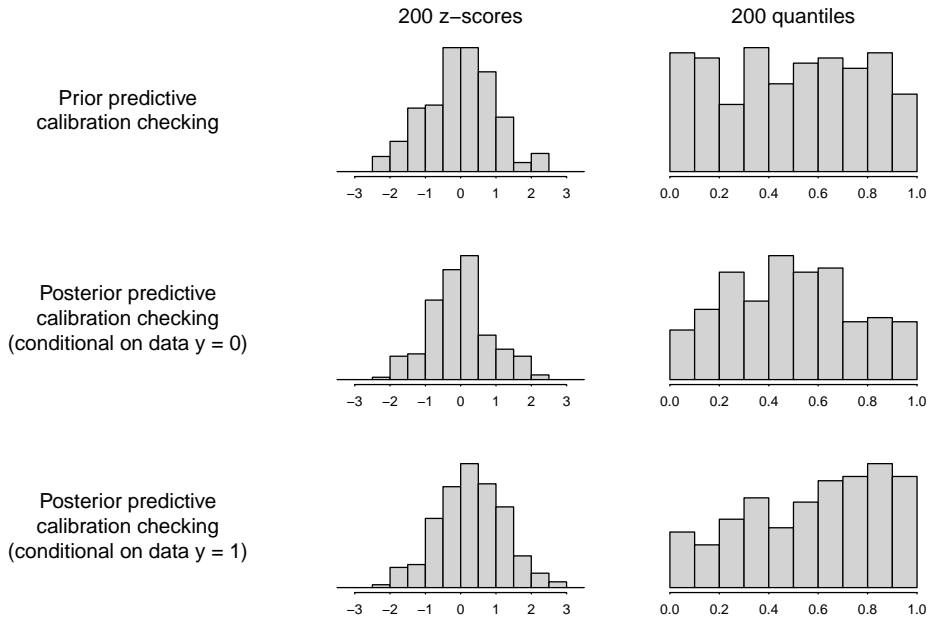 200 z−scores
200 quantiles
Prior predictive
calibration checking
−3 −2 −1 0 1 2 3
0.0 0.2 0.4 0.6 0.8 1.0
Posterior predictive
calibration checking
(conditional on data y = 0)
−3 −2 −1 0 1 2 3
0.0 0.2 0.4 0.6 0.8 1.0
Posterior predictive
calibration checking
(conditional on data y = 1)
−3 −2 −1 0 1 2 3
0.0 0.2 0.4 0.6 0.8 1.0